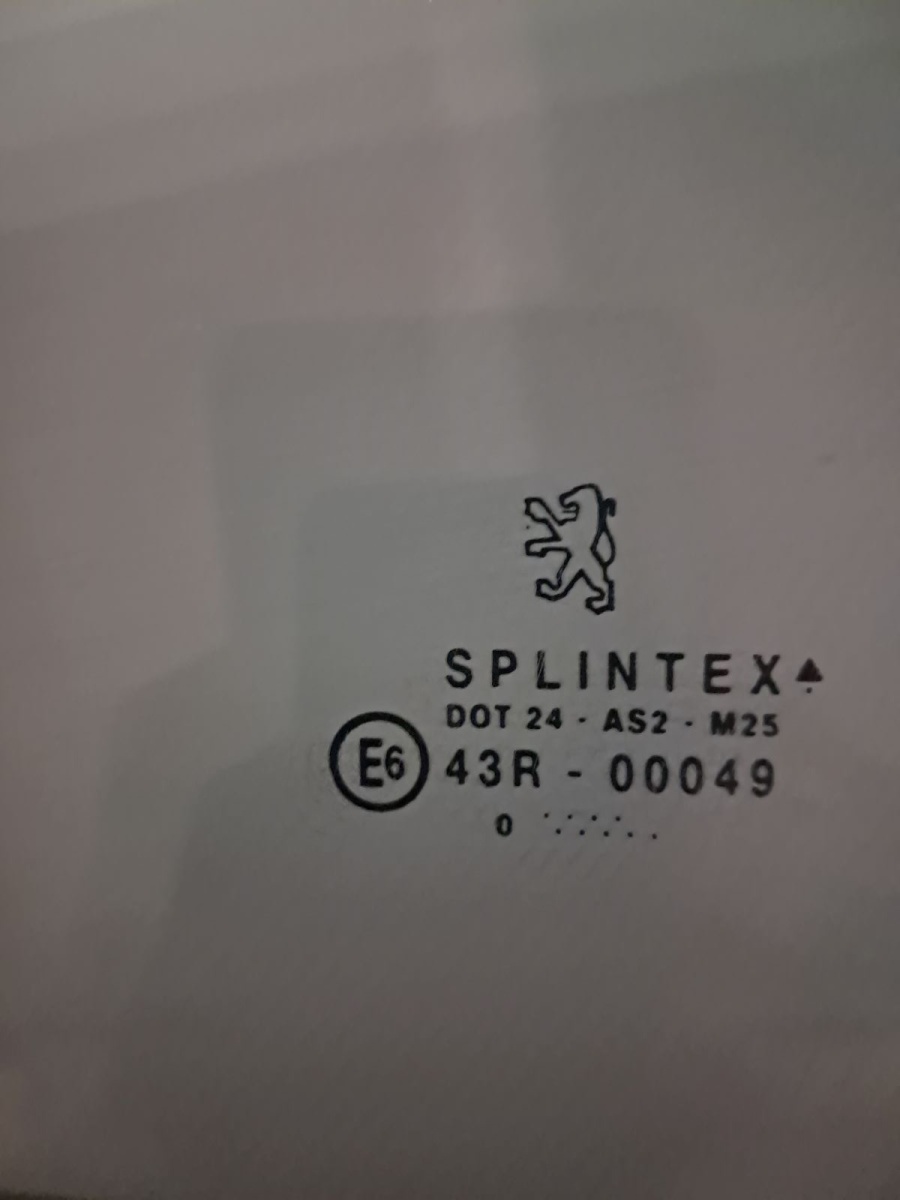 SPLINTEX
DOT 24 · AS2 · M25
E6 43R - 00049
0